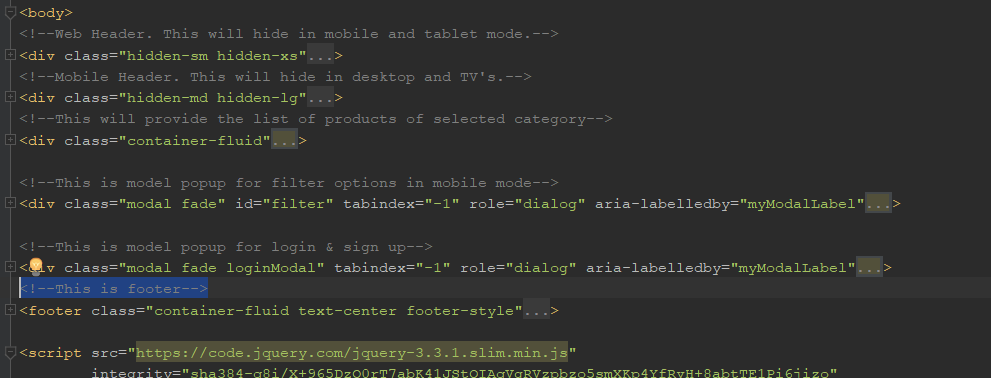 <body>
<!--Web Header. This will hide in mobile and tablet mode.-->
<div class="hidden-sm hidden-xs"...>
<!--Mobile Header. This will hide in desktop and TV's.-->
<div class="hidden-md hidden-lg"...>
<!--This will provide the list of products of selected category-->
<div class="container-fluid"...>
<!--This is model popup for filter options in mobile mode-->
<div class="modal fade" id="filter" tabindex="-1" role="dialog" aria-labelledby="myModalLabel"...>
<!--This is model popup for login & sign up-->
<div class="modal fade loginModal" tabindex="-1" role="dialog" aria-labelledby="myModalLabel"...>
<!--This is footer-->
<footer class="container-fluid text-center footer-style"...>
<script src="https://code.jquery.com/jquery-3.3.1.slim.min.js"
integrity="